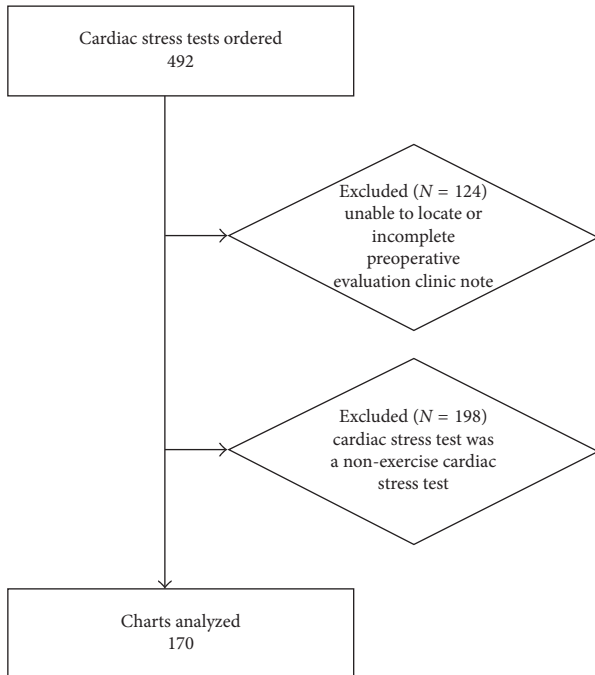 Cardiac stress tests ordered
492
Excluded (N = 124)
unable to locate or
incomplete
preoperative
evaluation clinic note
Excluded (N = 198)
cardiac stress test was
a non-exercise cardiac
stress test
Charts analyzed
170